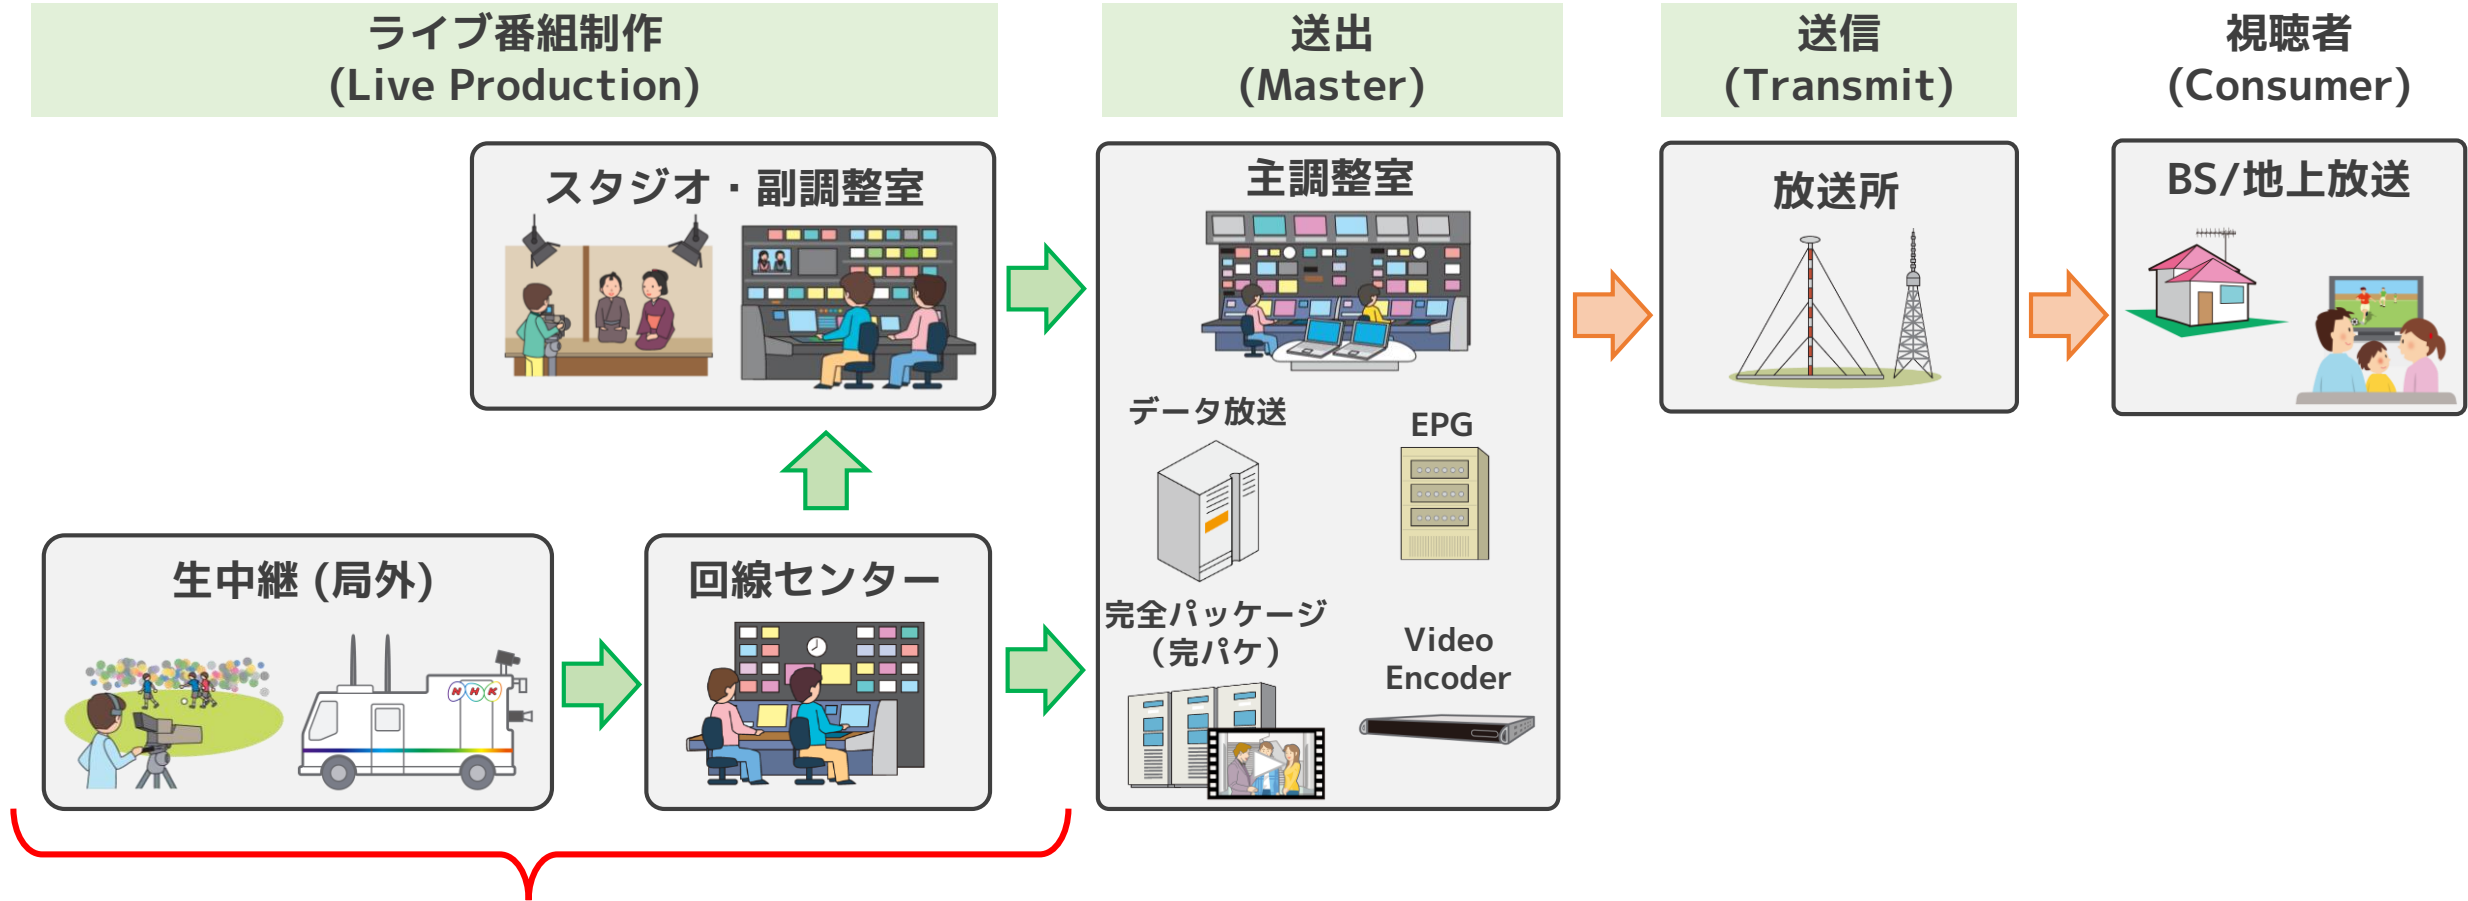 ライブ番組制作
(Live Production)
送出
(Master)
送信
(Transmit)
視聴者
(Consumer)
スタジオ・副調整室
主調整室
データ放送
EPG
完全パッケージ
（完パケ）
Video
Encoder
放送所
BS/地上放送
生中継 (局外)
NHK
回線センター